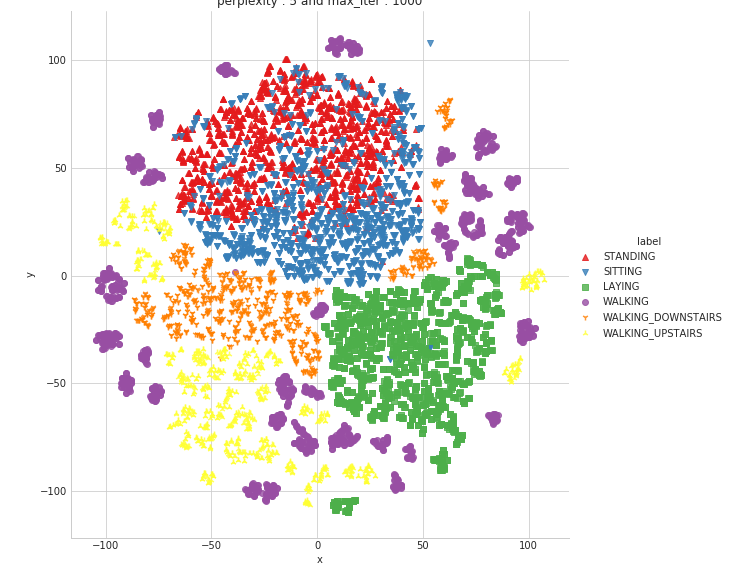 perplexity : 5 and max_iter : 1000
100
50
0
−50
−100
y
−100
−50
0
50
100
x
label
STANDING
SITTING
LAYING
WALKING
WALKING_DOWNSTAIRS
WALKING_UPSTAIRS